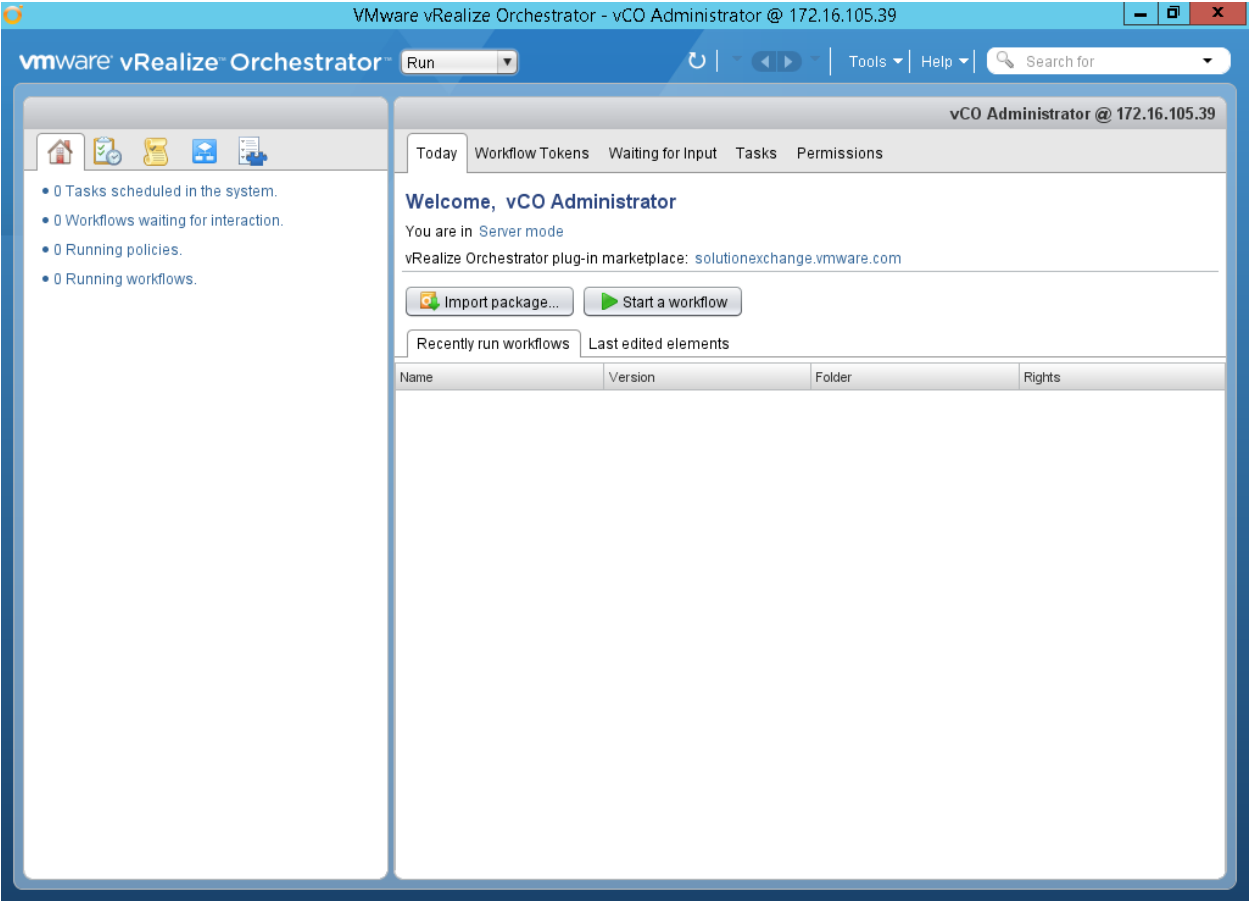 VMware vRealize Orchestrator - vCO Administrator @ 172.16.105.39
vmware vRealize™ Orchestrator™ Run Tools Help Search for
vCO Administrator @ 172.16.105.39
Today Workflow Tokens Waiting for Input Tasks Permissions
• 0 Tasks scheduled in the system.
• 0 Workflows waiting for interaction.
• 0 Running policies.
• 0 Running workflows.
Welcome, vCO Administrator
You are in Server mode
vRealize Orchestrator plug-in marketplace: solutionexchange.vmware.com
Import package... Start a workflow
Recently run workflows Last edited elements
Name Version Folder Rights